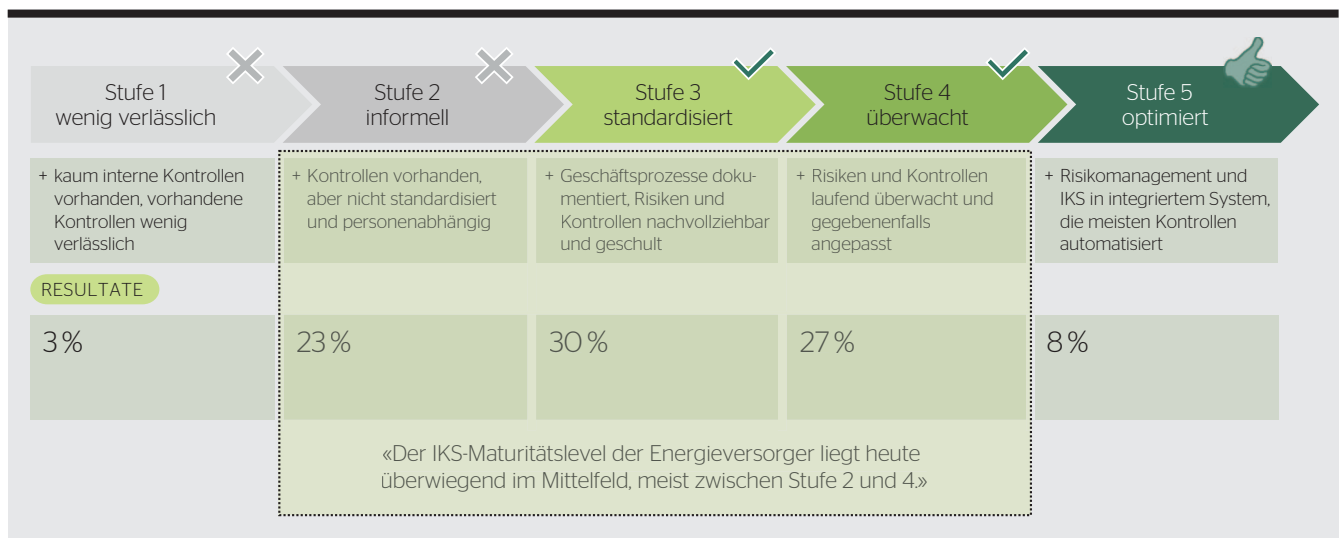 Stufe 1
wenig verlässlich
Stufe 2
informell
Stufe 3
standardisiert
Stufe 4
überwacht
Stufe 5
optimiert
+ kaum interne Kontrollen
vorhanden, vorhandene
Kontrollen wenig
verlässlich
+ Kontrollen vorhanden,
aber nicht standardisiert
und personenabhängig
+ Geschäftsprozesse doku-
mentiert, Risiken und
Kontrollen nachvollziehbar
und geschult
+ Risiken und Kontrollen
laufend überwacht und
gegebenenfalls
angepasst
+ Risikomanagement und
IKS in integriertem System,
die meisten Kontrollen
automatisiert
RESULTATE
3 %
23 %
30 %
27 %
8 %
«Der IKS-Maturitätslevel der Energieversorger liegt heute
überwiegend im Mittelfeld, meist zwischen Stufe 2 und 4.»